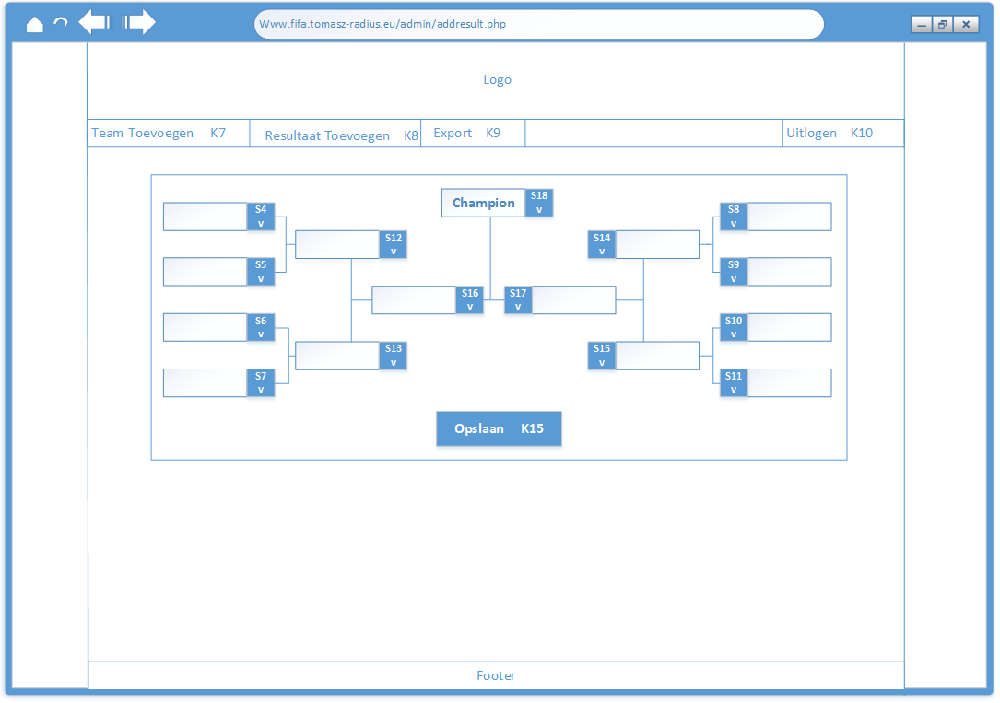 Www.fifa.tomasz-radius.eu/admin/addresult.php
Logo
Team Toevoegen K7
Resultaat Toevoegen K8
Export K9
Uitlogen K10
Champion
S18
v
S4
v
S8
v
S12
v
S14
v
S5
v
S9
v
S16
v
S17
v
S6
v
S10
v
S13
v
S15
v
S7
v
S11
v
Opslaan K15
Footer